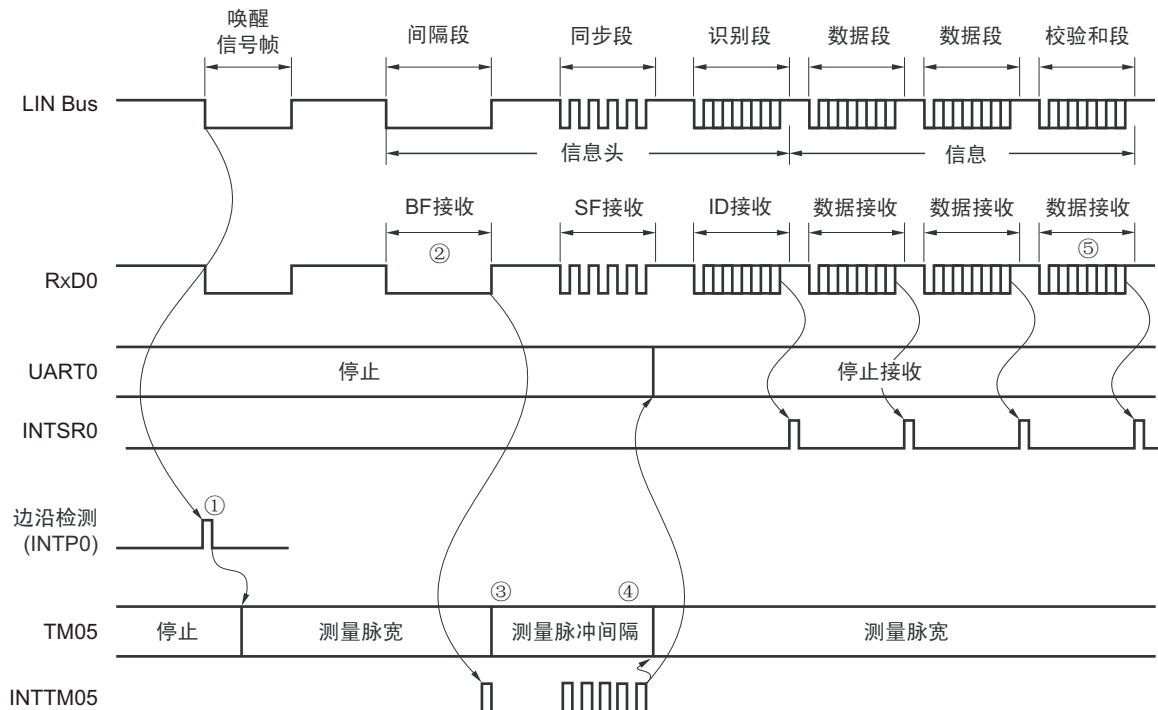 唤醒
信号帧
间隔段
同步段
识别段
数据段
数据段
校验和段
LIN Bus
信息头
信息
BF接收
SF接收
ID接收
数据接收
数据接收
数据接收
②
⑤
RxD0
UART0
停止
停止接收
INTSR0
边沿检测
(INTP0)
①
③
④
TM05
停止
测量脉宽
测量脉冲间隔
测量脉宽
INTTM05